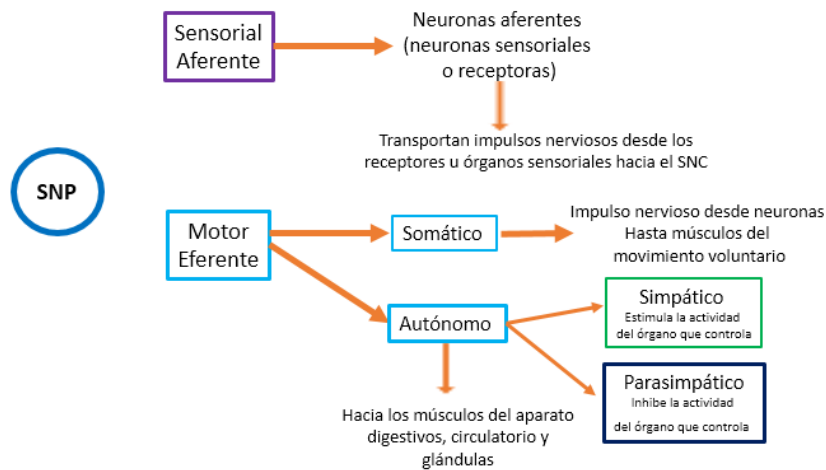 Sensorial
Aferente
Neuronas aferentes
(neuronas sensoriales
o receptoras)
Transportan impulsos nerviosos desde los
receptores u órganos sensoriales hacia el SNC
SNP
Motor
Eferente
Somático
Impulso nervioso desde neuronas
Hasta músculos del
movimiento voluntario
Autónomo
Simpático
Estimula la actividad
del órgano que controla
Parasimpático
Inhibe la actividad
del órgano que controla
Hacia los músculos del aparato
digestivos, circulatorio y
glándulas